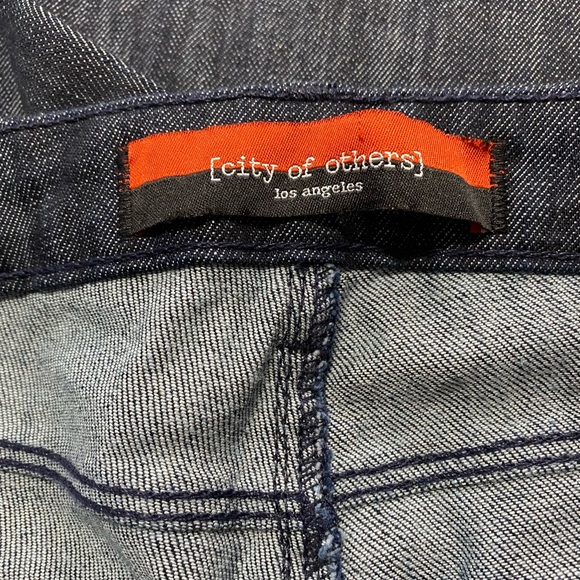 [city of others}
los angeles